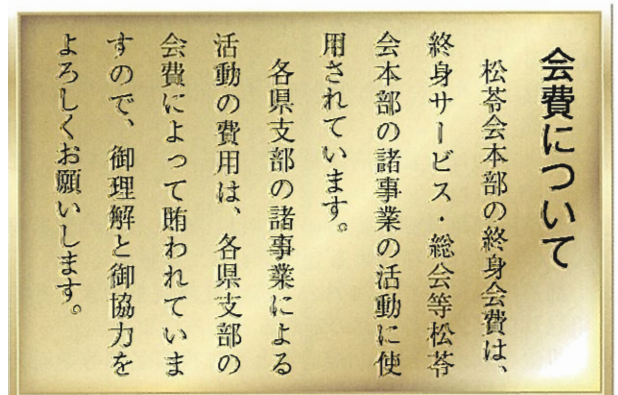 会費について
松苓会本部の終身会費は、
終身サービス・総会等松苓
会本部の諸事業の活動に使
用されています。
各県支部の諸事業による
活動の費用は、各県支部の
会費によって賄われていま
すので、御理解と御協力を
よろしくお願いします。